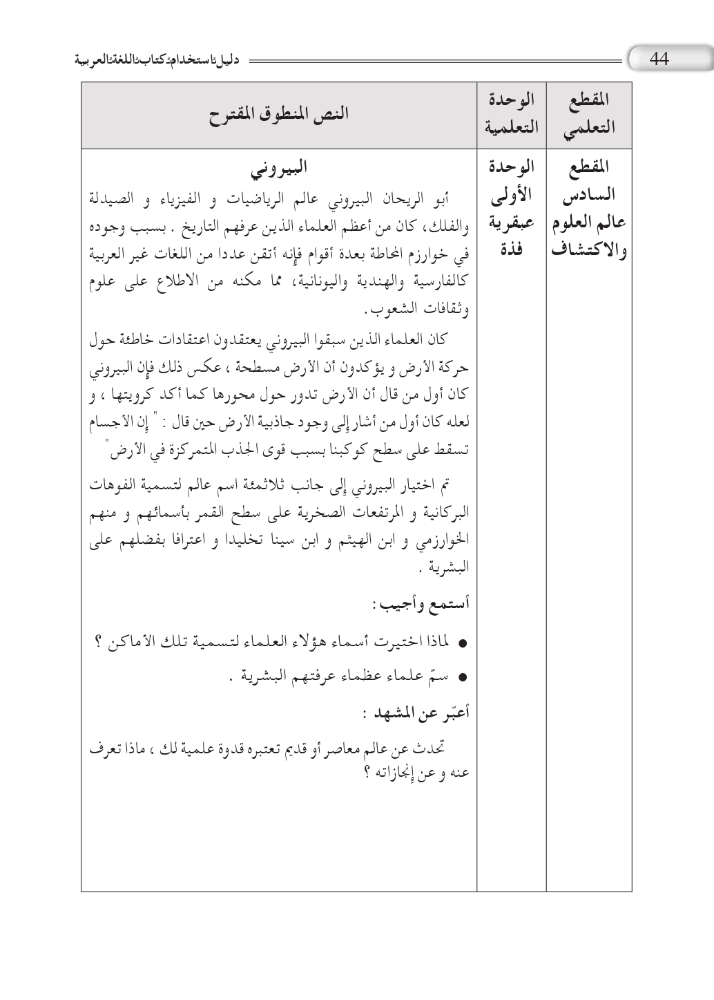 44
دليل استخدام كتاب اللغة العربية
المقطع التعلمي
الوحدة التعلمية
النص المنطوق المقترح
المقطع
السادس
عالم العلوم
والاكتشاف
الوحدة
الأولى
عبقرية
فذة
البيروني
أبو الريحان البيروني عالم الرياضيات و الفيزياء و الصيدلة
والفلك، كان من أعظم العلماء الذين عرفهم التاريخ . بسبب وجوده
في خوارزم المحاطة بعدة أقوام فإنه أتقن عددا من اللغات غير العربية
كالفارسية والهندية واليونانية، مما مكنه من الاطلاع على علوم
وثقافات الشعوب.
كان العلماء الذين سبقوا البيروني يعتقدون اعتقادات خاطئة حول
حركة الأرض و يؤكدون أن الأرض مسطحة ، عكس ذلك فإن البيروني
كان أول من قال أن الأرض تدور حول محورها كما أكد كرويتها ، و
لعله كان أول من أشار إلى وجود جاذبية الأرض حين قال : " إن الأجسام
تسقط على سطح كوكبنا بسبب قوى الجذب المتمركزة في الأرض"
تم اختيار البيروني إلى جانب ثلاثمئة اسم عالم لتسمية الفوهات
البركانية و المرتفعات الصخرية على سطح القمر بأسمائهم و منهم
الخوارزمي و ابن الهيثم و ابن سينا تخليدا و اعترافا بفضلهم على
البشرية .
أستمع وأجيب :
● لماذا اختيرت أسماء هؤلاء العلماء لتسمية تلك الأماكن ؟
● سمّ علماء عظماء عرفتهم البشرية .
أعبّر عن المشهد :
تحدث عن عالم معاصر أو قديم تعتبره قدوة علمية لك ، ماذا تعرف
عنه و عن إنجازاته ؟